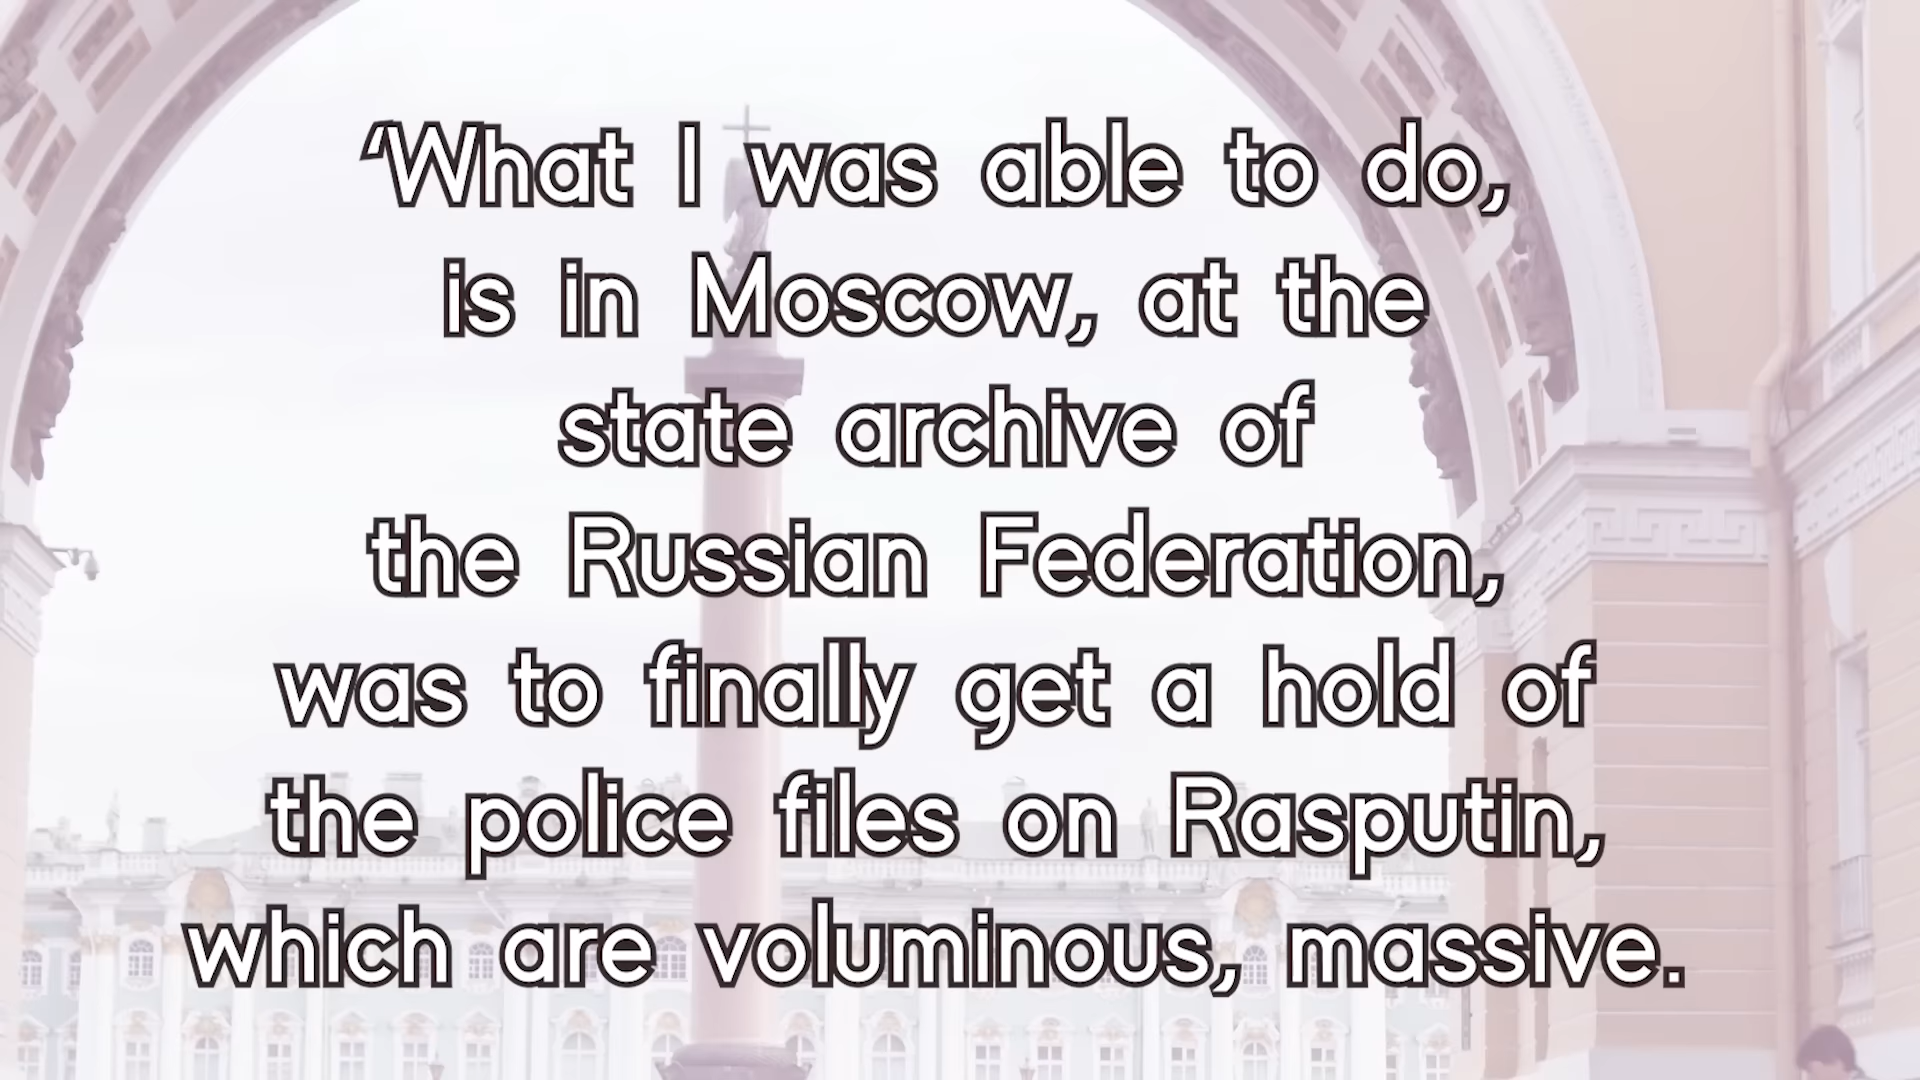 ‘What I was able to do,
is in Moscow, at the
state archive of
the Russian Federation,
was to finally get a hold of
the police files on Rasputin,
which are voluminous, massive.